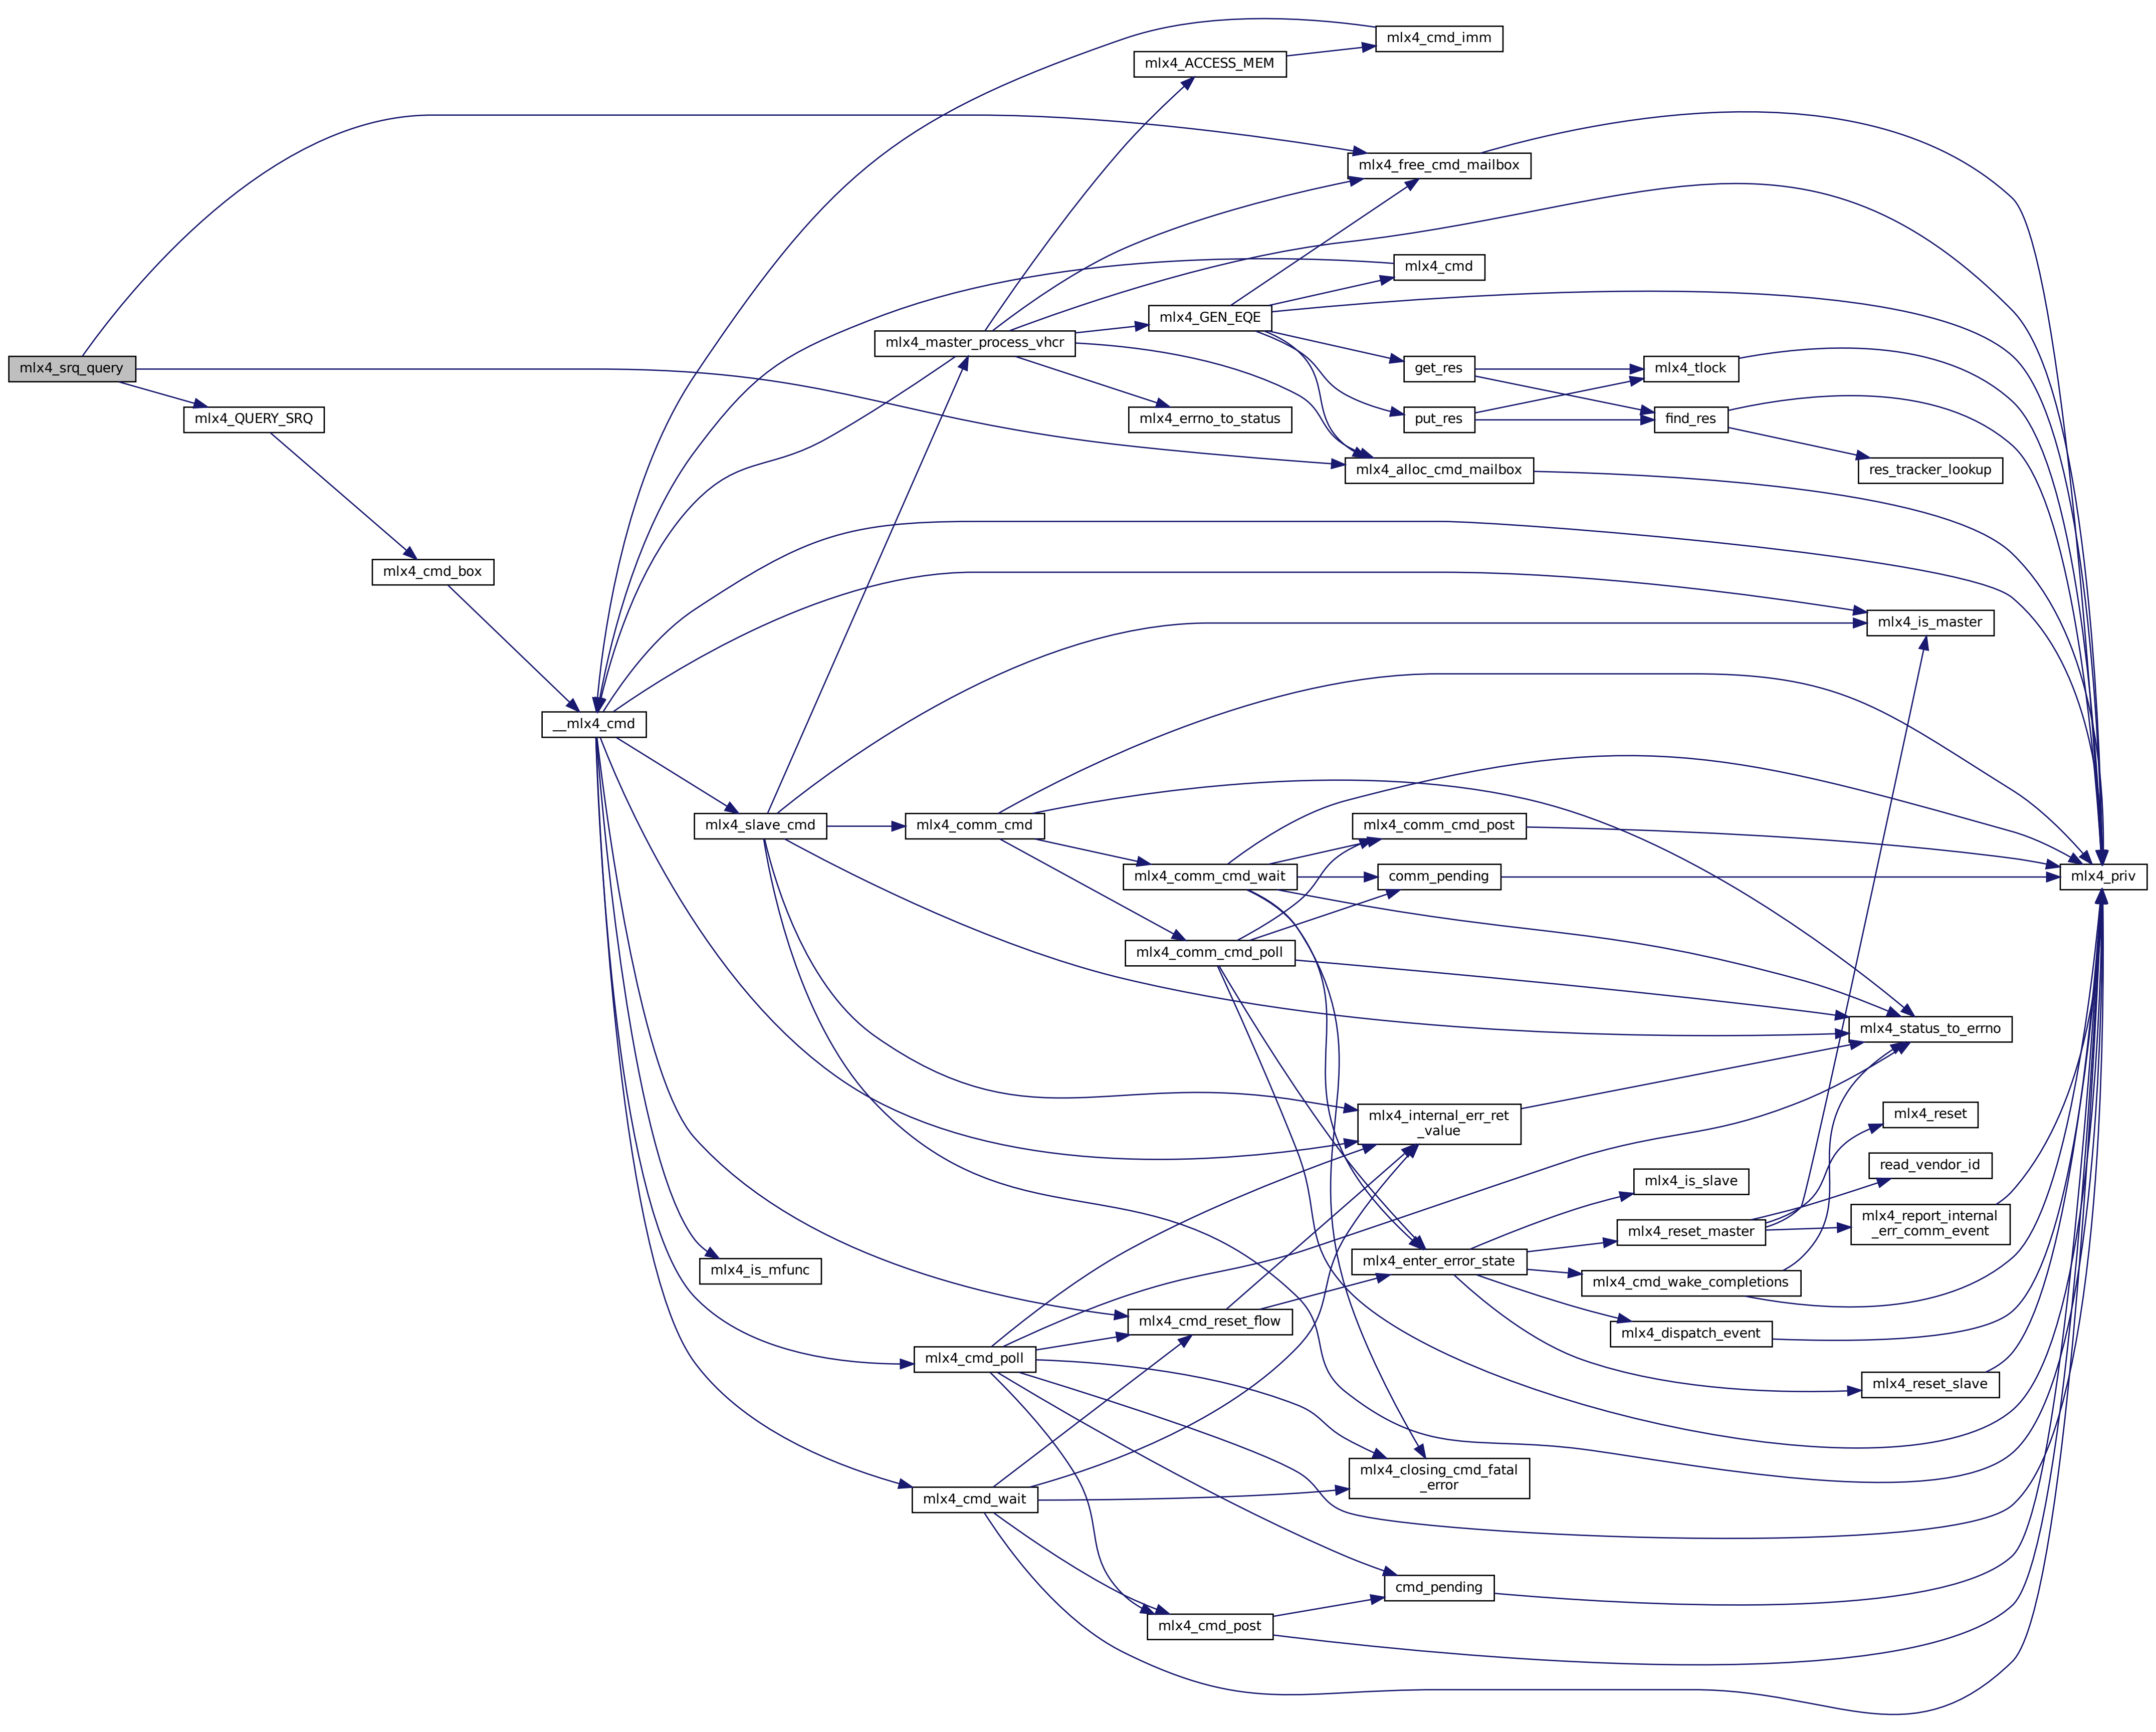 mlx4_cmd_imm
mlx4_ACCESS_MEM
mlx4_free_cmd_mailbox
mlx4_cmd
mlx4_GEN_EQE
mlx4_master_process_vhcr
mlx4_srq_query
get_res
mlx4_tlock
mlx4_QUERY_SRQ
mlx4_errno_to_status
put_res
find_res
mlx4_alloc_cmd_mailbox
res_tracker_lookup
mlx4_cmd_box
mlx4_is_master
__mlx4_cmd
mlx4_slave_cmd
mlx4_comm_cmd
mlx4_comm_cmd_post
mlx4_comm_cmd_wait
comm_pending
mlx4_priv
mlx4_comm_cmd_poll
mlx4_status_to_errno
mlx4_internal_err_ret
_value
mlx4_reset
read_vendor_id
mlx4_is_slave
mlx4_report_internal
_err_comm_event
mlx4_reset_master
mlx4_enter_error_state
mlx4_is_mfunc
mlx4_cmd_wake_completions
mlx4_cmd_reset_flow
mlx4_dispatch_event
mlx4_cmd_poll
mlx4_reset_slave
mlx4_closing_cmd_fatal
_error
mlx4_cmd_wait
cmd_pending
mlx4_cmd_post